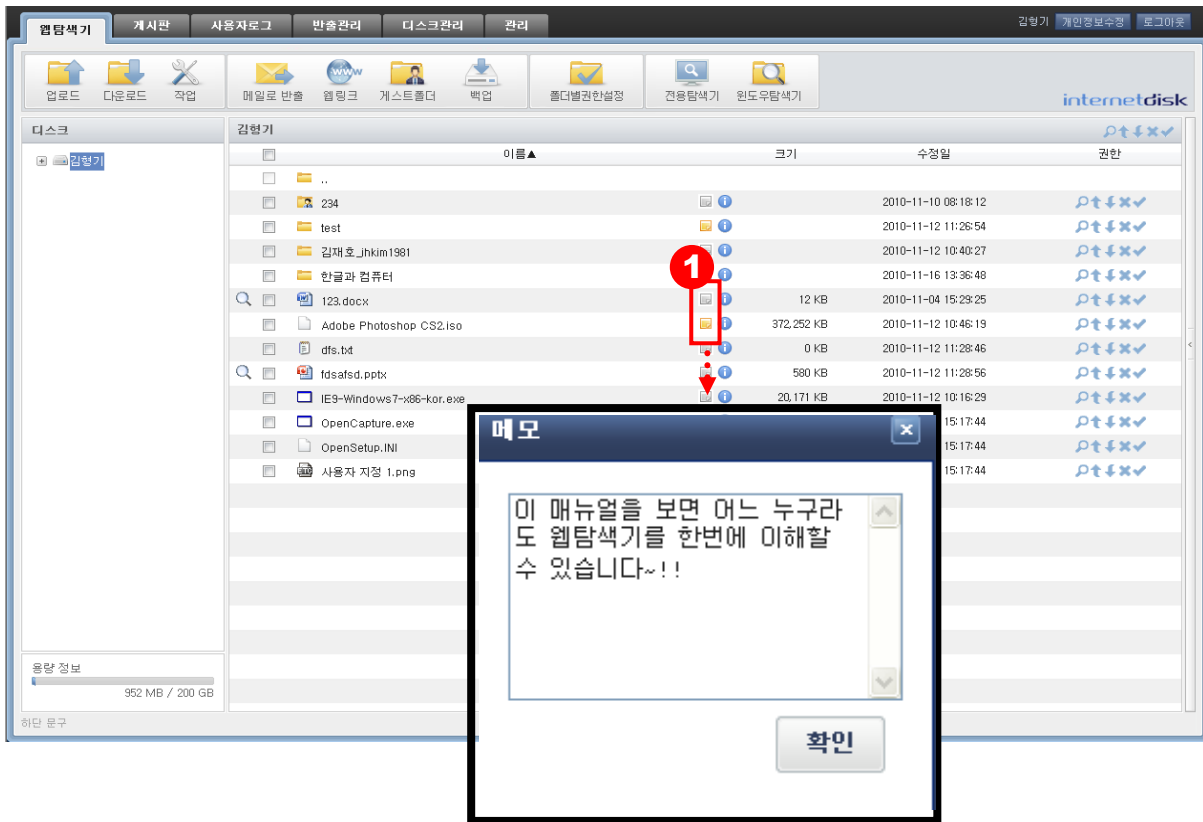 웹탐색기 게시판 사용자로그 반출관리 디스크관리 관리 김형기 개인정보수정 로그아웃
업로드 다운로드 작업 메일로 반출 웹링크 게스트폴더 백업 폴더별권한설정 전용탐색기 윈도우탐색기
internetdisk
디스크 김형기
김형기
이름▲ 크기 수정일 권한
..
234 2010-11-10 08:18:12
test 2010-11-12 11:26:54
김재호_jhkim1981 2010-11-12 10:40:27
한글과 컴퓨터 2010-11-16 13:36:48
1
123.docx 12 KB 2010-11-04 15:29:25
Adobe Photoshop CS2.iso 372,252 KB 2010-11-12 10:46:19
dfs.txt 0 KB 2010-11-12 11:28:46
fdsafsd.pptx 580 KB 2010-11-12 11:28:56
IE9-Windows7-x86-kor.exe 20,171 KB 2010-11-12 10:16:29
OpenCapture.exe 15:17:44
OpenSetup.INI 15:17:44
사용자 지정 1.png 15:17:44
메모
이 매뉴얼을 보면 어느 누구라
도 웹탐색기를 한번에 이해할
수 있습니다~!!
확인
용량 정보
952 MB / 200 GB
하단 문구